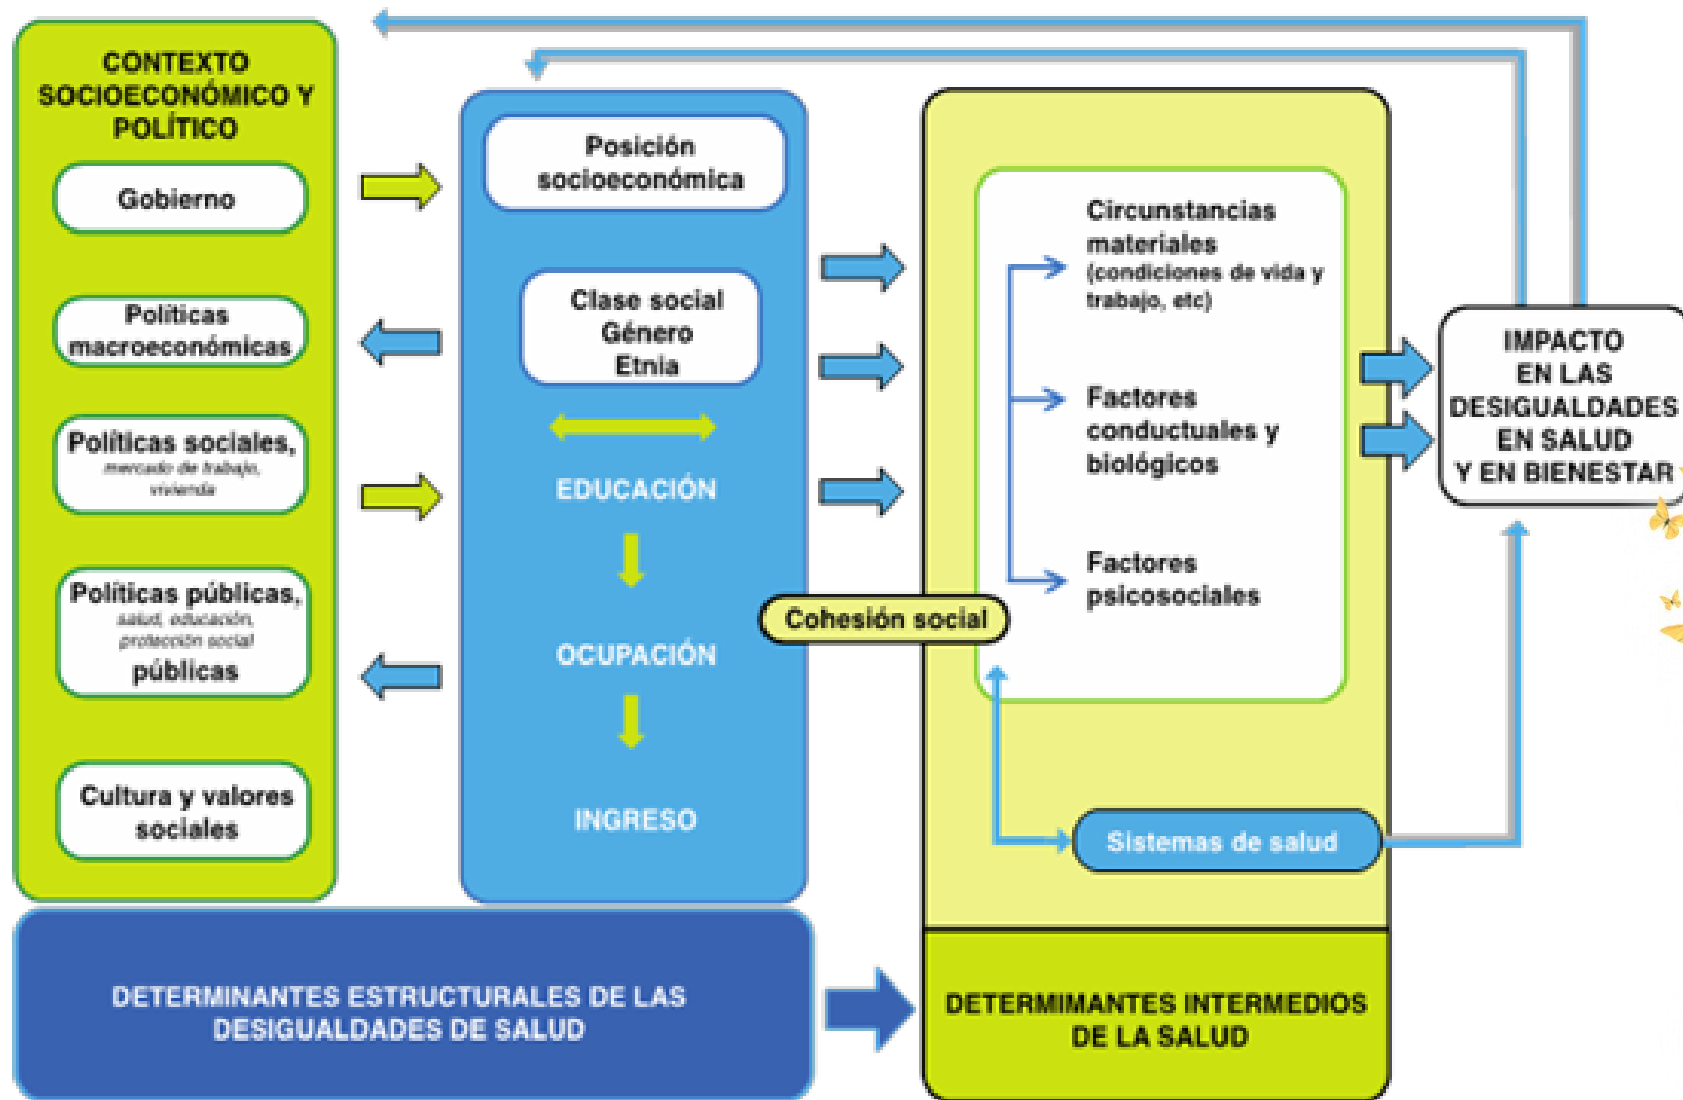 CONTEXTO
SOCIOECONÓMICO Y
POLÍTICO
Gobierno
Políticas
macroeconómicas
Políticas sociales,
mercado de trabajo,
vivienda
Políticas públicas,
salud, educación,
protección social
públicas
Cultura y valores
sociales
Posición
socioeconómica
Clase social
Género
Etnia
EDUCACIÓN
OCUPACIÓN
INGRESO
Cohesión social
Circunstancias
materiales
(condiciones de vida y
trabajo, etc)
Factores
conductuales y
biológicos
Factores
psicosociales
Sistemas de salud
IMPACTO
EN LAS
DESIGUALDADES
EN SALUD
Y EN BIENESTAR
DETERMINANTES ESTRUCTURALES DE LAS
DESIGUALDADES DE SALUD
DETERMIMANTES INTERMEDIOS
DE LA SALUD